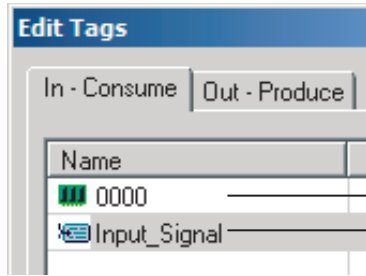 Edit Tags
In - Consume Out - Produce
Name
0000
Input_Signal